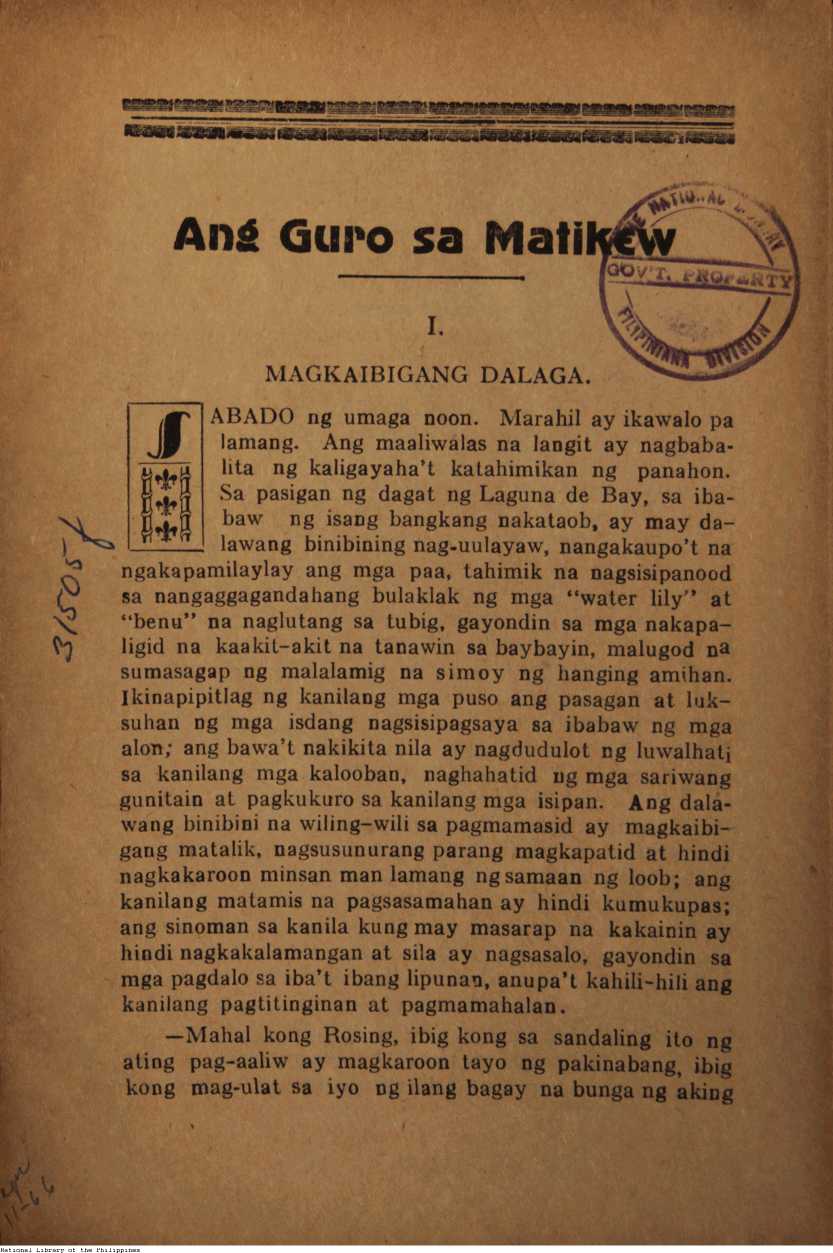 Ang Guro sa Matikew
THE NATIONAL LIBRARY
GOV'T. PROPERTY
FILIPINIANA DIVISION
I.
MAGKAIBIGANG DALAGA.
SABADO ng umaga noon. Marahil ay ikawalo pa
lamang. Ang maaliwalas na langit ay nagbaba-
lita ng kaligayaha't katahimikan ng panahon.
Sa pasigan ng dagat ng Laguna de Bay, sa iba-
baw ng isang bangkang nakataob, ay may da-
lawang binibining nag-uulayaw, nangakaupo't na
ngakapamilaylay ang mga paa, tahimik na nagsisipanood
sa nangaggagandahang bulaklak ng mga "water lily" at
"benu" na naglutang sa tubig, gayondin sa mga nakapa-
ligid na kaakit-akit na tanawin sa baybayin, malugod na
sumasagap ng malalamig na simoy ng hanging amihan.
Ikinapipitlag ng kanilang mga puso ang pasagan at luk-
suhan ng mga isdang nagsisipagsaya sa ibabaw ng mga
alon; ang bawa't nakikita nila ay nagdudulot ng luwalhati
sa kanilang mga kalooban, naghahatid ng mga sariwang
gunitain at pagkukuro sa kanilang mga isipan. Ang dala-
wang binibini na wiling-wili sa pagmamasid ay magkaibi-
gang matalik, nagsusunurang parang magkapatid at hindi
nagkakaroon minsan man lamang ng samaan ng loob; ang
kanilang matamis na pagsasamahan ay hindi kumukupas;
ang sinoman sa kanila kung may masarap na kakainin ay
hindi nagkakalamangan at sila ay nagsasalo, gayondin sa
mga pagdalo sa iba't ibang lipunan, anupa't kahili-hili ang
kanilang pagtitinginan at pagmamahalan.
—Mahal kong Rosing, ibig kong sa sandaling ito ng
ating pag-aaliw ay magkaroon tayo ng pakinabang, ibig
kong mag-ulat sa iyo ng ilang bagay na bunga ng aking
National Library of the Philippines